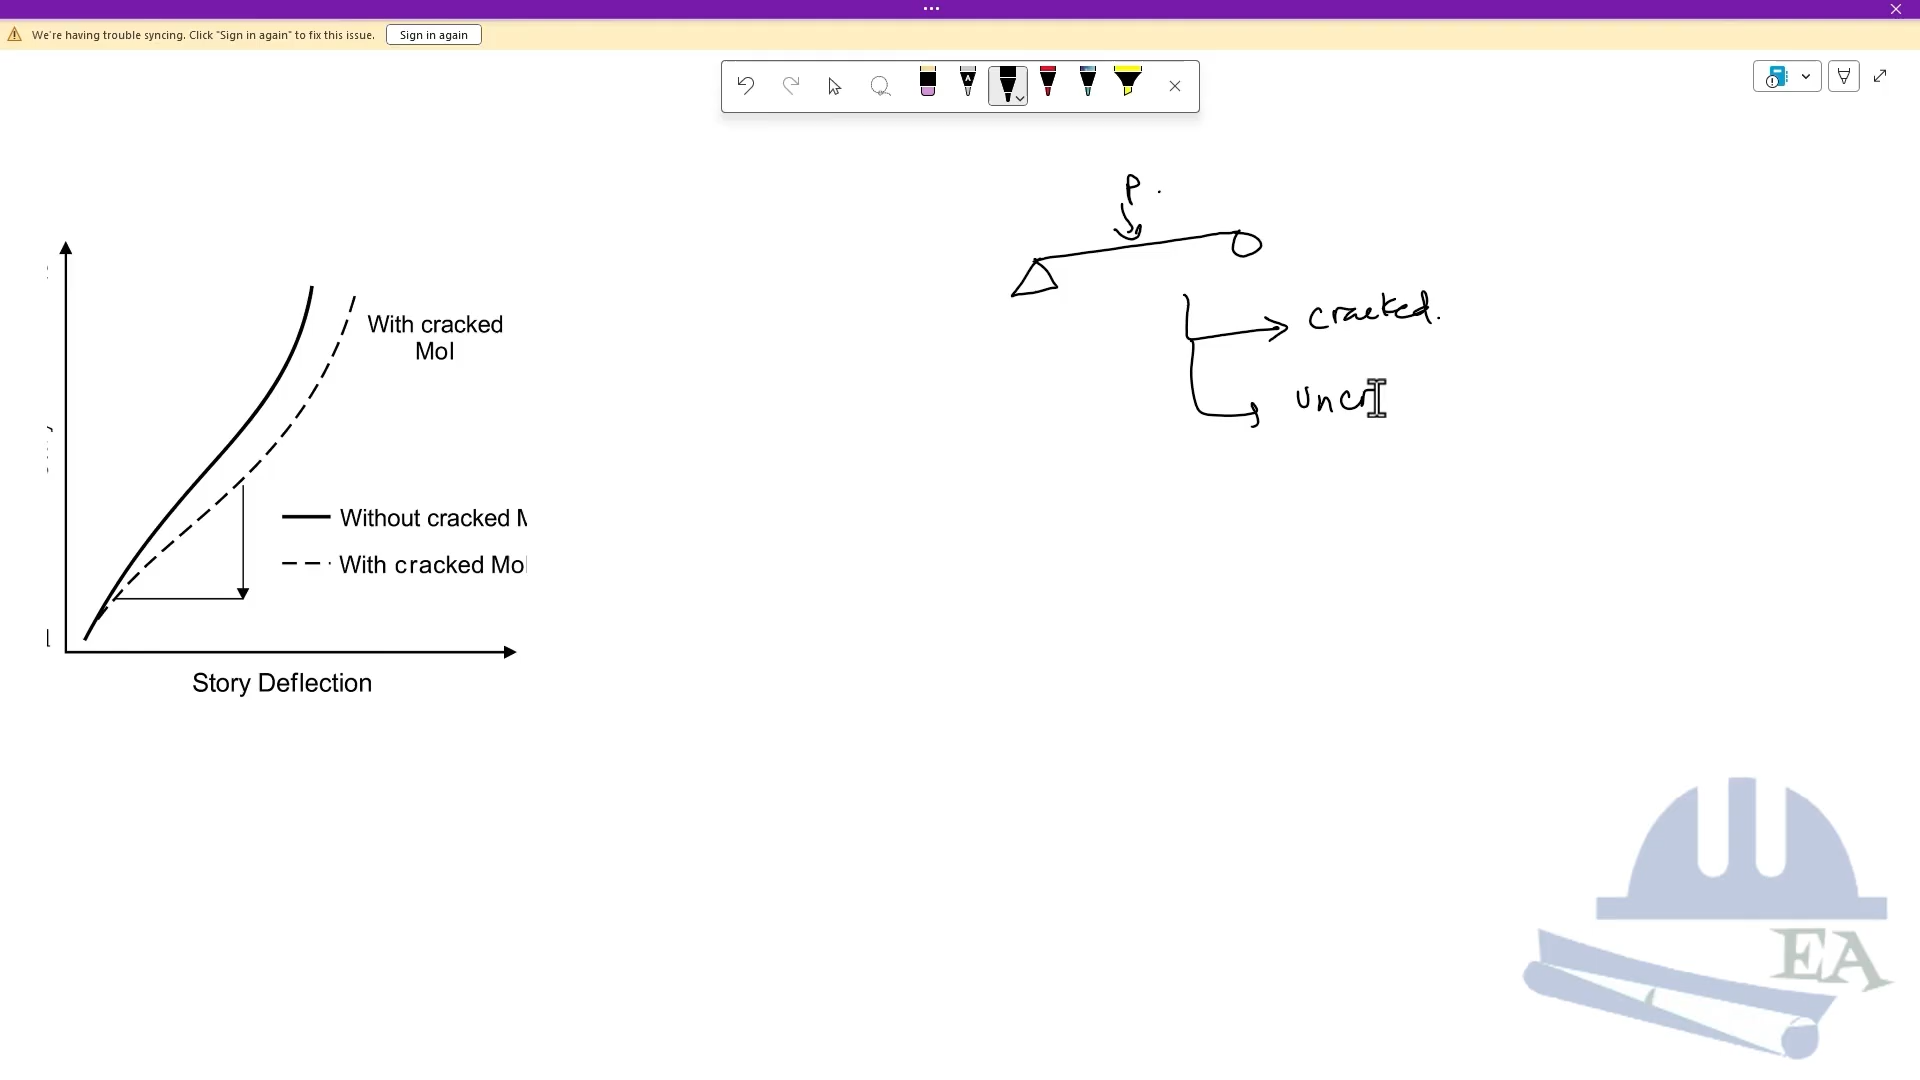 We're having trouble syncing. Click "Sign in again" to fix this issue. Sign in again
P.
With cracked
MoI
cracked.
uncr
Without cracked M
With cracked MoI
Story Deflection
EA